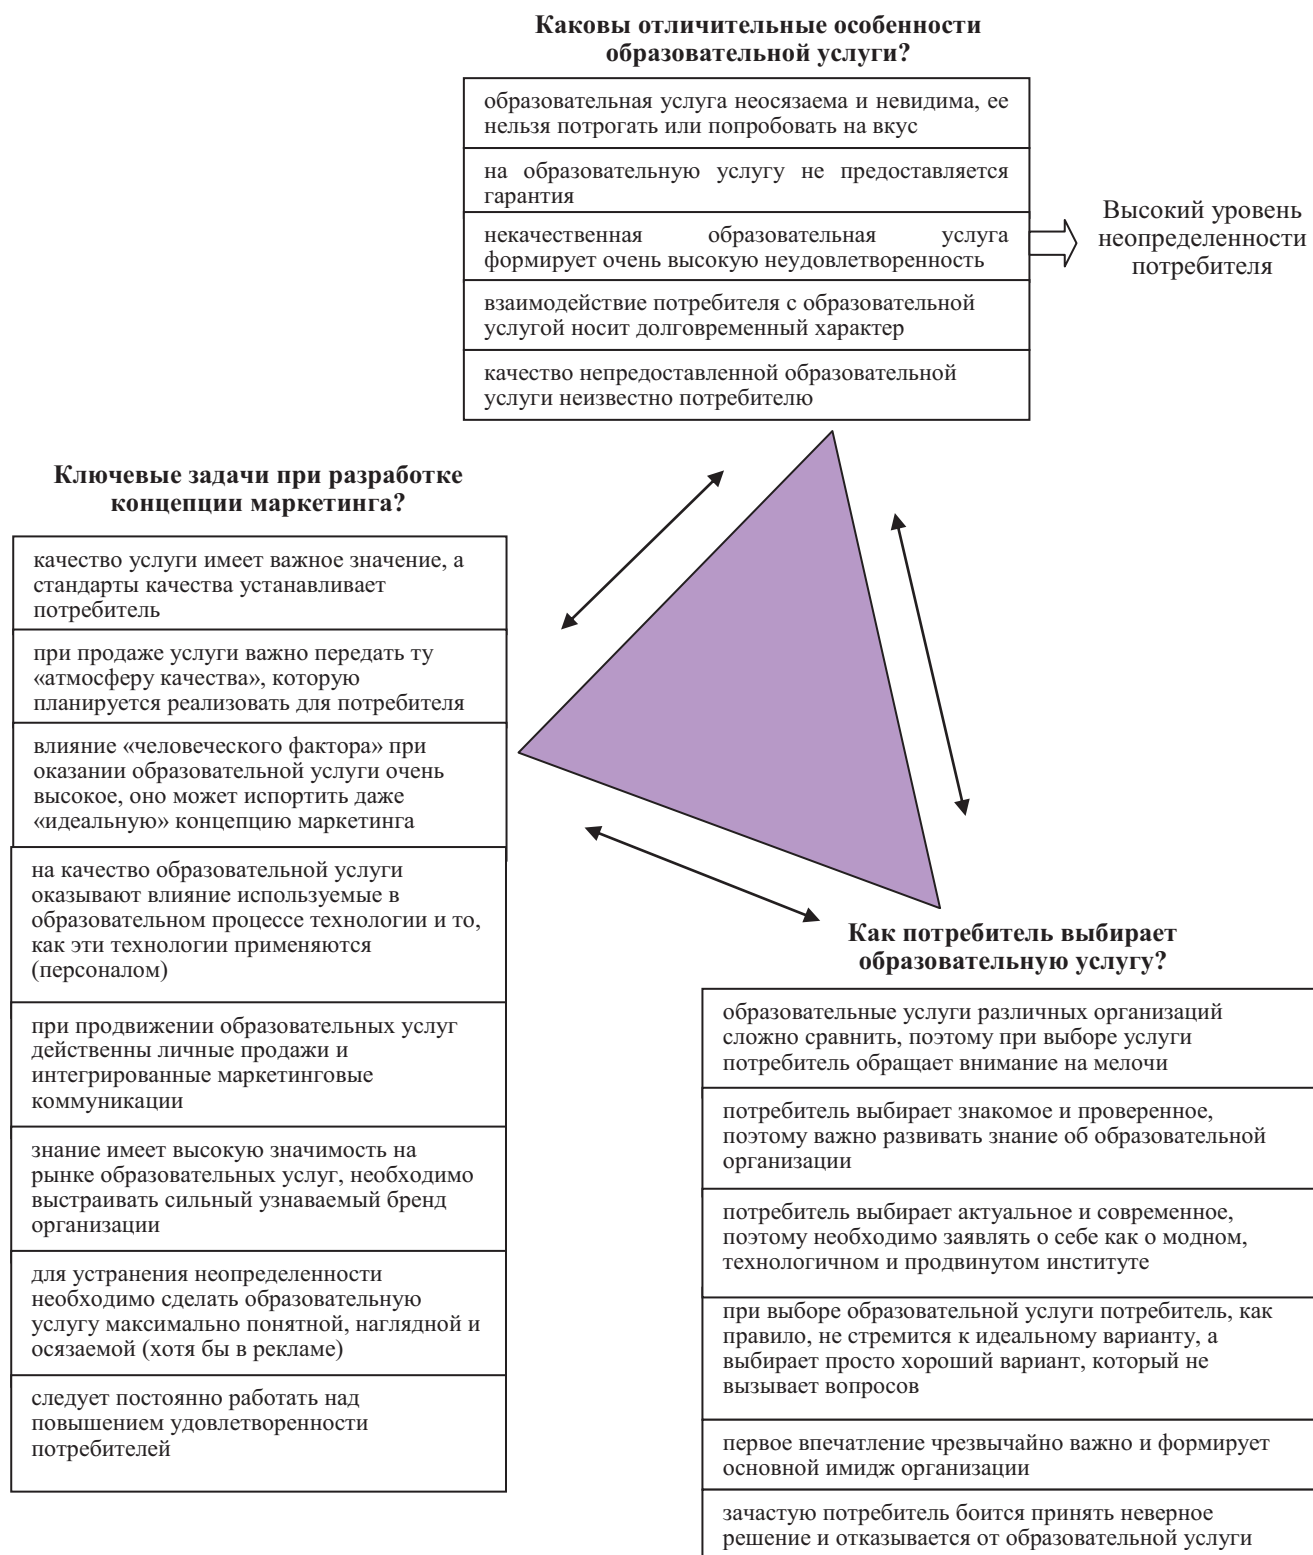 Каковы отличительные особенности
образовательной услуги?
образовательная услуга неосязаема и невидима, ее
нельзя потрогать или попробовать на вкус
на образовательную услугу не предоставляется
гарантия
некачественная образовательная услуга
формирует очень высокую неудовлетворенность
взаимодействие потребителя с образовательной
услугой носит долговременный характер
качество непредоставленной образовательной
услуги неизвестно потребителю
Высокий уровень
неопределенности
потребителя
Ключевые задачи при разработке
концепции маркетинга?
качество услуги имеет важное значение, а
стандарты качества устанавливает
потребитель
при продаже услуги важно передать ту
«атмосферу качества», которую
планируется реализовать для потребителя
влияние «человеческого фактора» при
оказании образовательной услуги очень
высокое, оно может испортить даже
«идеальную» концепцию маркетинга
на качество образовательной услуги
оказывают влияние используемые в
образовательном процессе технологии и то,
как эти технологии применяются
(персоналом)
при продвижении образовательных услуг
действенны личные продажи и
интегрированные маркетинговые
коммуникации
знание имеет высокую значимость на
рынке образовательных услуг, необходимо
выстраивать сильный узнаваемый бренд
организации
для устранения неопределенности
необходимо сделать образовательную
услугу максимально понятной, наглядной и
осязаемой (хотя бы в рекламе)
следует постоянно работать над
повышением удовлетворенности
потребителей
Как потребитель выбирает
образовательную услугу?
образовательные услуги различных организаций
сложно сравнить, поэтому при выборе услуги
потребитель обращает внимание на мелочи
потребитель выбирает знакомое и проверенное,
поэтому важно развивать знание об образовательной
организации
потребитель выбирает актуальное и современное,
поэтому необходимо заявлять о себе как о модном,
технологичном и продвинутом институте
при выборе образовательной услуги потребитель, как
правило, не стремится к идеальному варианту, а
выбирает просто хороший вариант, который не
вызывает вопросов
первое впечатление чрезвычайно важно и формирует
основной имидж организации
зачастую потребитель боится принять неверное
решение и отказывается от образовательной услуги